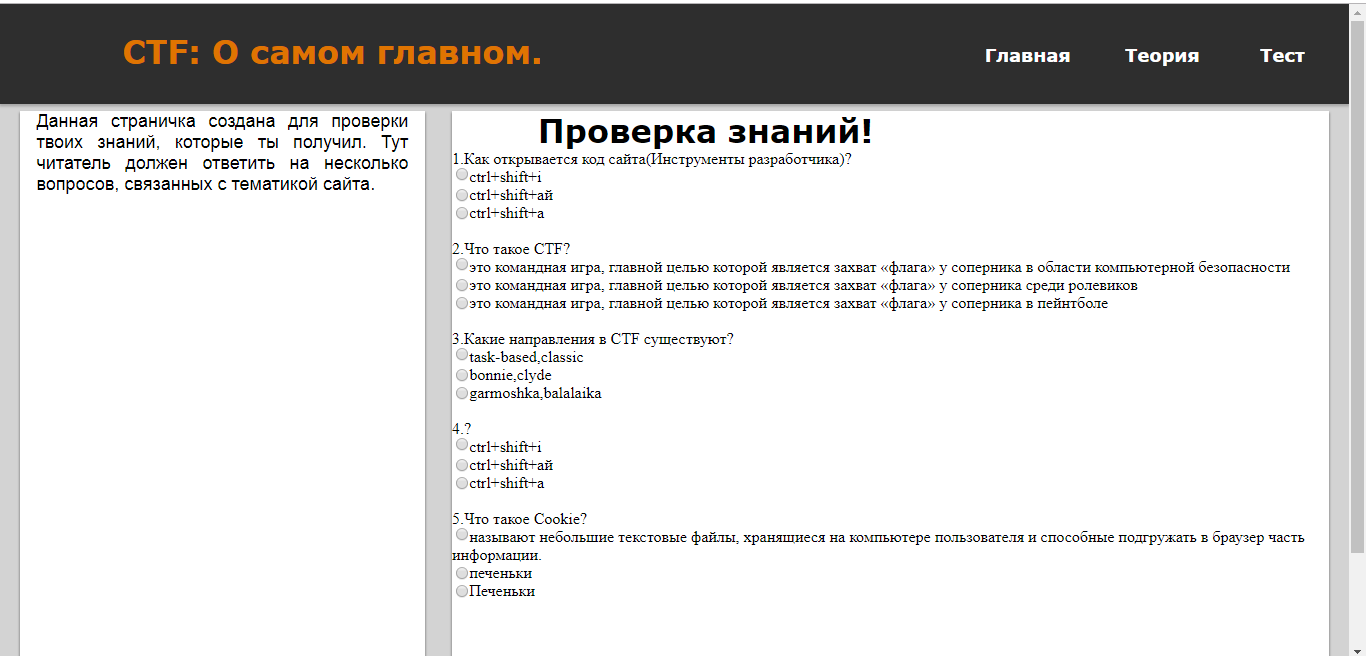 CTF: О самом главном.
Главная Теория Тест
Данная страничка создана для проверки
твоих знаний, которые ты получил. Тут
читатель должен ответить на несколько
вопросов, связанных с тематикой сайта.
Проверка знаний!
1.Как открывается код сайта(Инструменты разработчика)?
ctrl+shift+i
ctrl+shift+ай
ctrl+shift+a
2.Что такое CTF?
это командная игра, главной целью которой является захват «флага» у соперника в области компьютерной безопасности
это командная игра, главной целью которой является захват «флага» у соперника среди ролевиков
это командная игра, главной целью которой является захват «флага» у соперника в пейнтболе
3.Какие направления в CTF существуют?
task-based,classic
bonnie,clyde
garmoshka,balalaika
4.?
ctrl+shift+i
ctrl+shift+ай
ctrl+shift+a
5.Что такое Cookie?
называют небольшие текстовые файлы, хранящиеся на компьютере пользователя и способные подгружать в браузер часть
информации.
печеньки
Печеньки